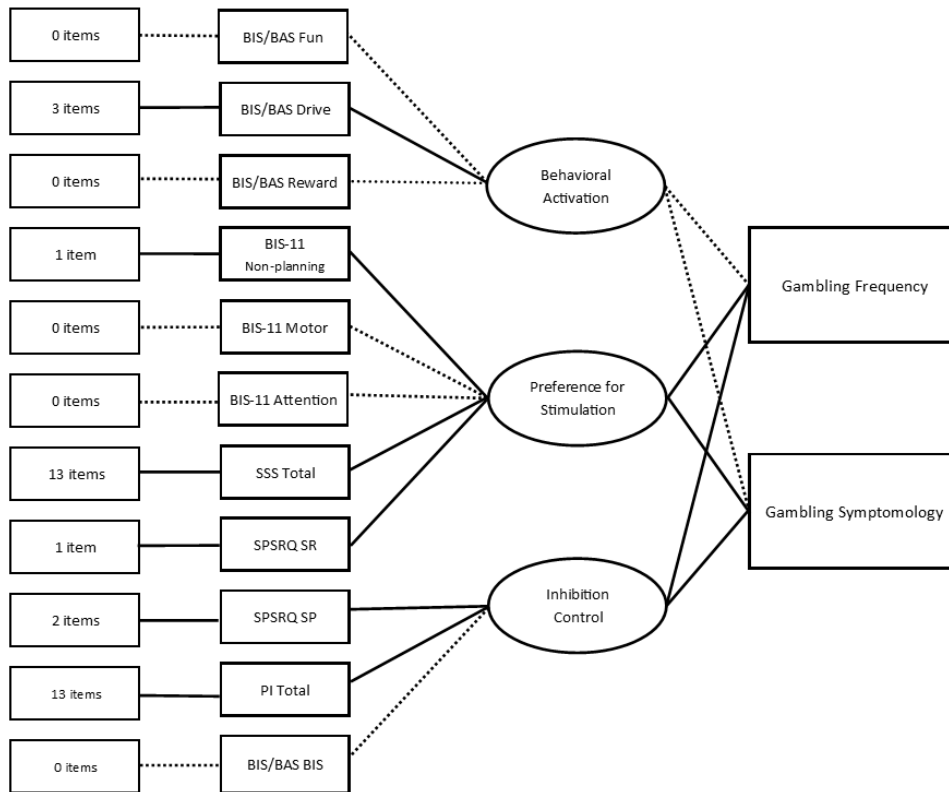 0 items
BIS/BAS Fun
3 items
BIS/BAS Drive
0 items
BIS/BAS Reward
Behavioral
Activation
1 item
BIS-11
Non-planning
Gambling Frequency
0 items
BIS-11 Motor
0 items
BIS-11 Attention
Preference for
Stimulation
13 items
SSS Total
Gambling Symptomology
1 item
SPSRQ SR
2 items
SPSRQ SP
Inhibition
Control
13 items
PI Total
0 items
BIS/BAS BIS